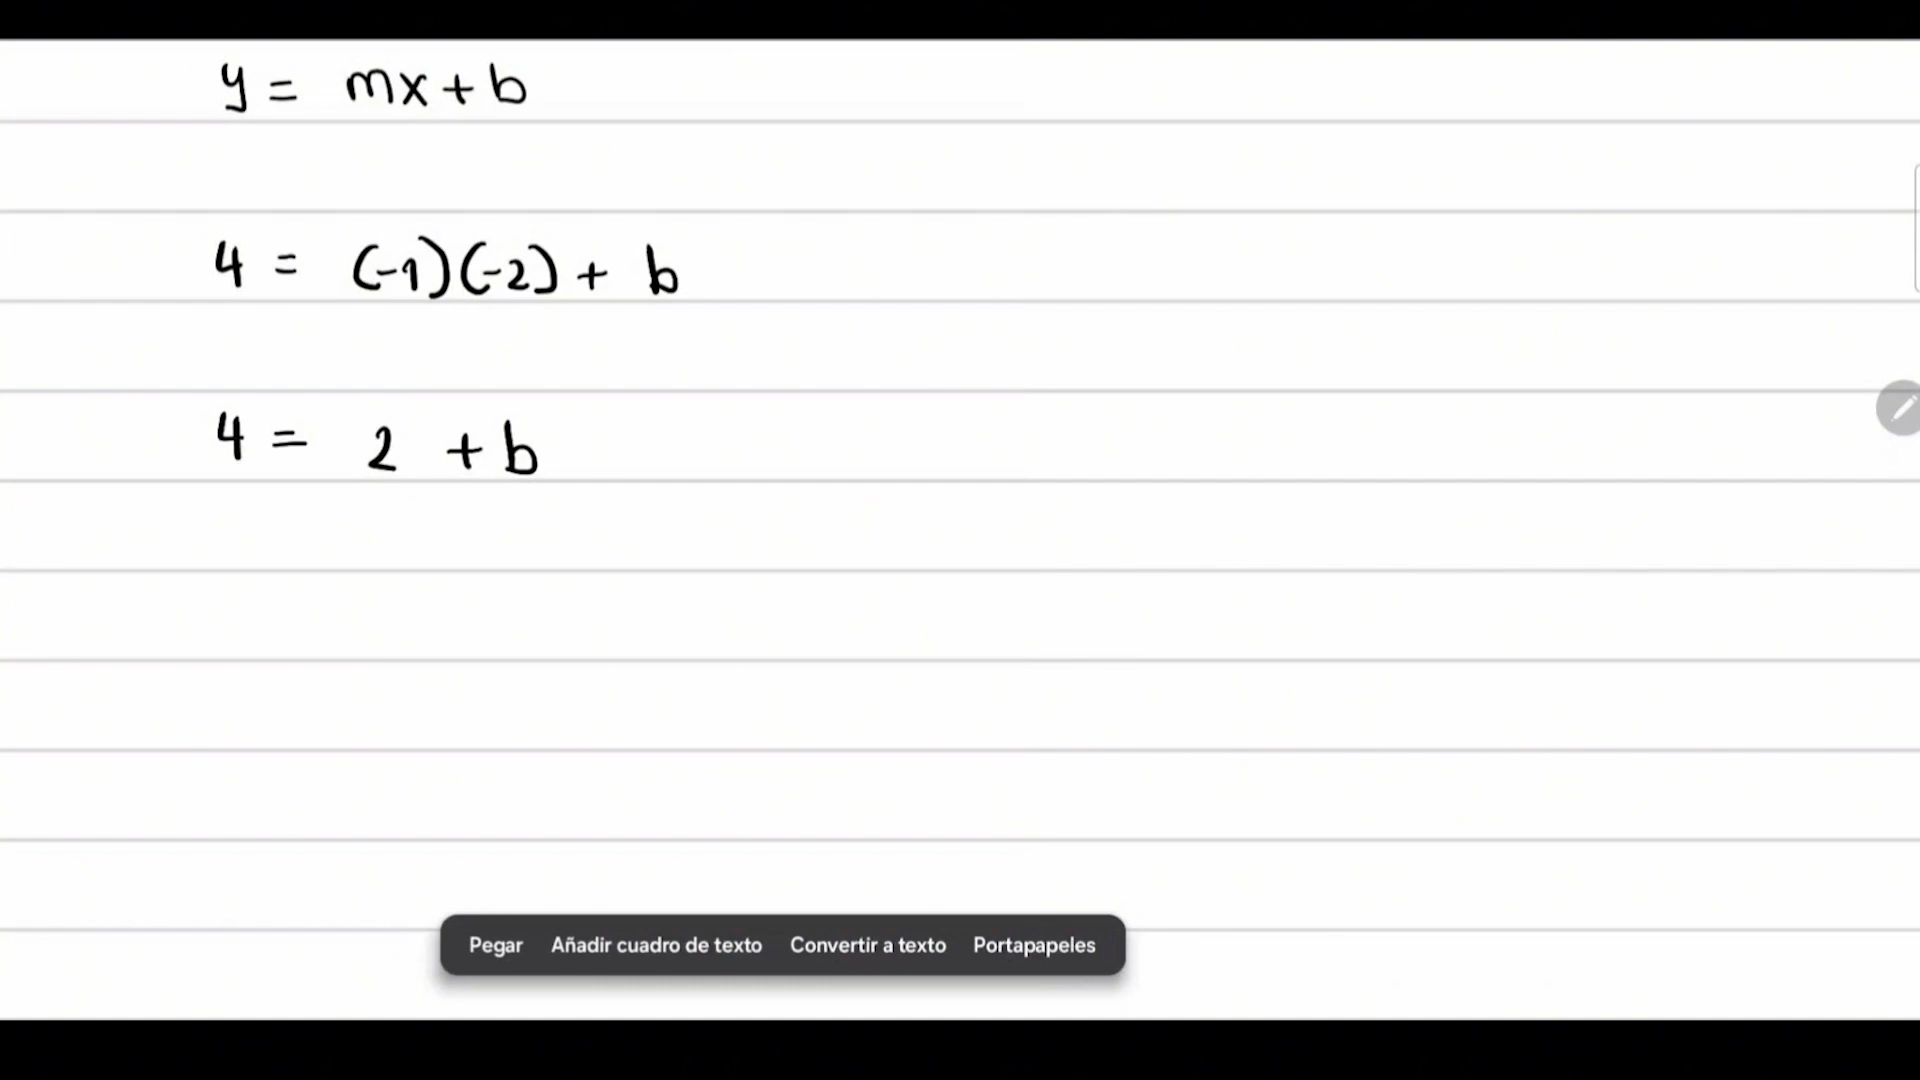 y = mx + b
4 = (-1)(-2) + b
4 = 2 + b
Pegar Añadir cuadro de texto Convertir a texto Portapapeles